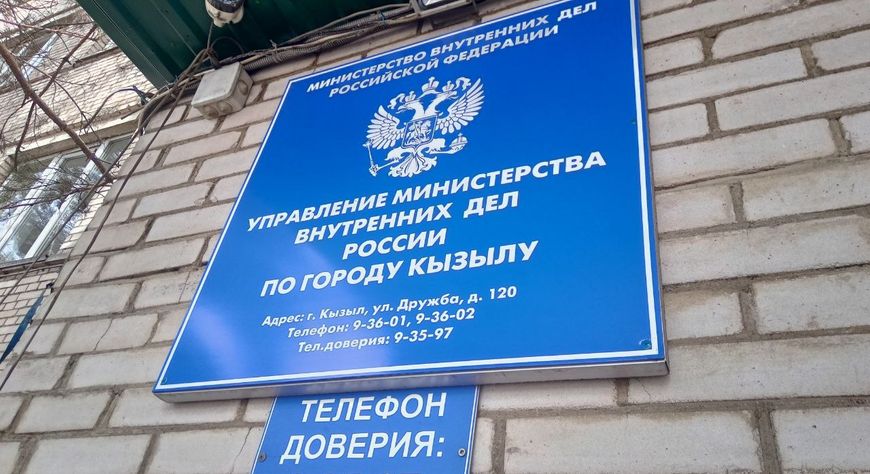 МИНИСТЕРСТВО ВНУТРЕННИХ ДЕЛ
РОССИЙСКОЙ ФЕДЕРАЦИИ
УПРАВЛЕНИЕ МИНИСТЕРСТВА
ВНУТРЕННИХ ДЕЛ
РОССИИ
ПО ГОРОДУ КЫЗЫЛУ
Адрес: г. Кызыл, ул. Дружба, д. 120
Телефон: 9-36-01, 9-36-02
Тел.доверия: 9-35-97
ТЕЛЕФОН
ДОВЕРИЯ: